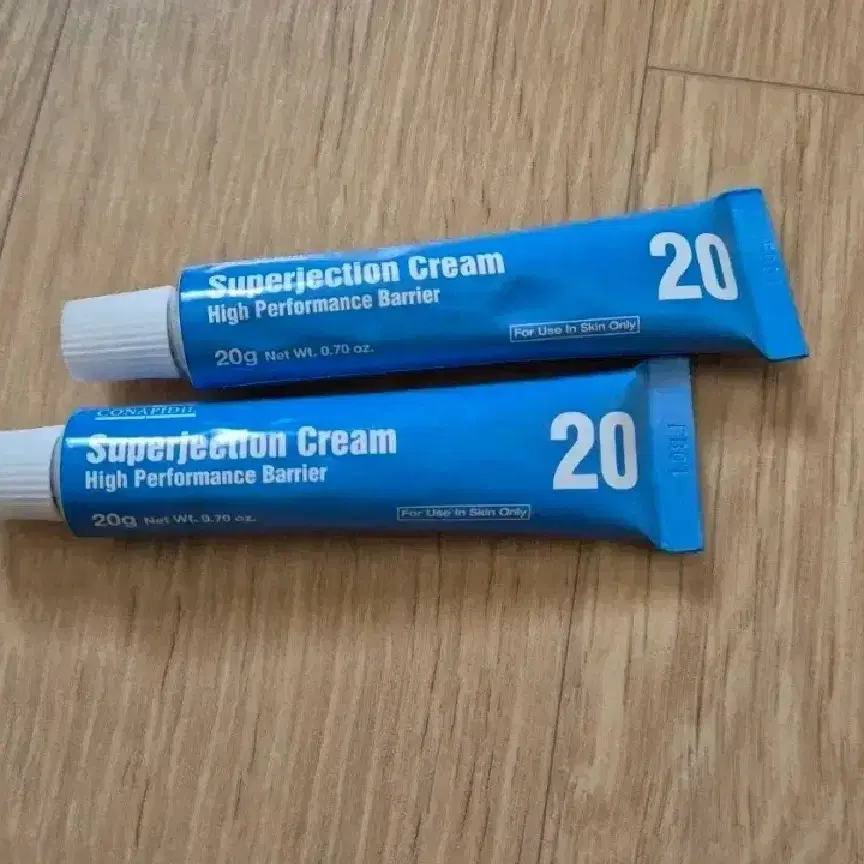 Superjection Cream
High Performance Barrier
20g Net Wt. 0.70 oz.
For Use In Skin Only
20
CONAPIDIL
Superjection Cream
High Performance Barrier
20g Net Wt. 0.70 oz.
For Use In Skin Only
20